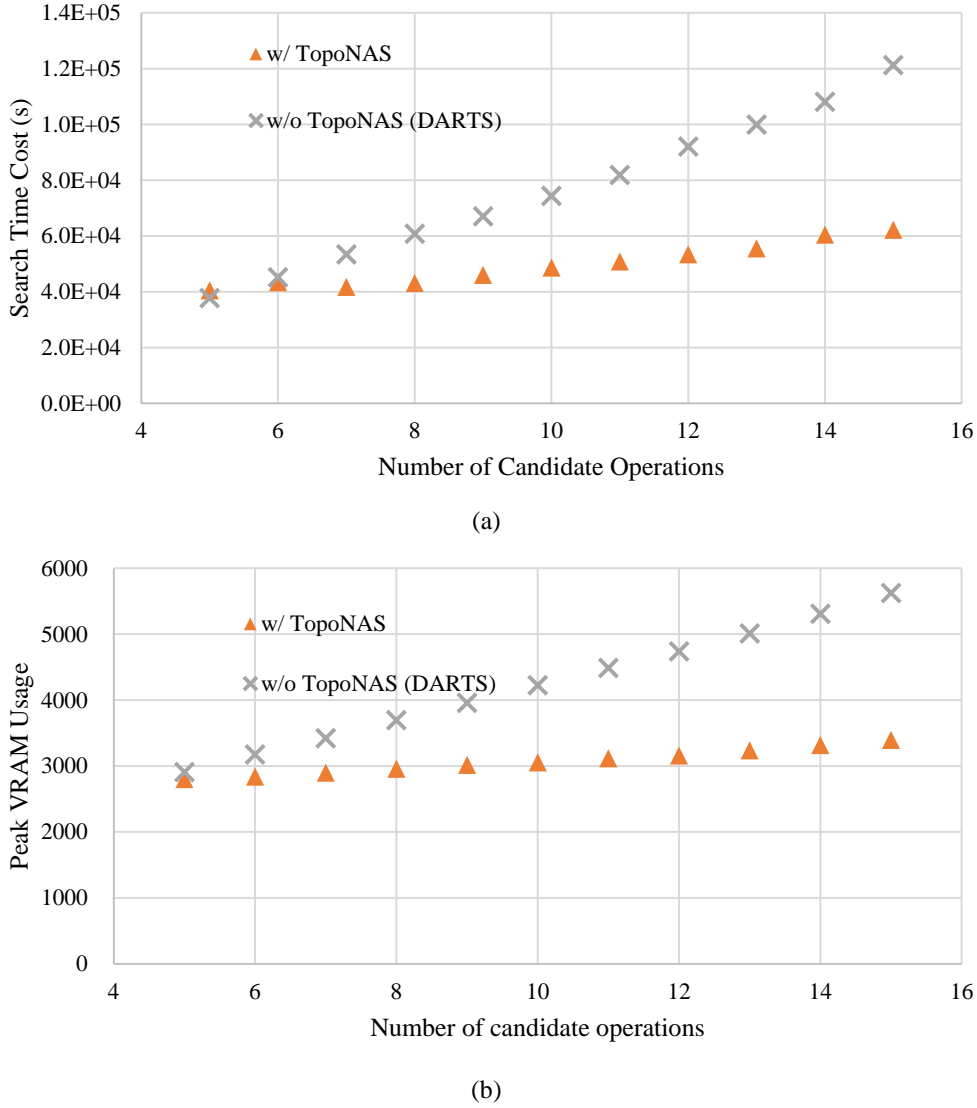 1.4E+05
1.2E+05
1.0E+05
8.0E+04
6.0E+04
4.0E+04
2.0E+04
0.0E+00
Search Time Cost (s)
w/ TopoNAS
w/o TopoNAS (DARTS)
4 6 8 10 12 14 16
Number of Candidate Operations
(a)
6000
5000
4000
3000
2000
1000
0
Peak VRAM Usage
w/ TopoNAS
w/o TopoNAS (DARTS)
4 6 8 10 12 14 16
Number of candidate operations
(b)